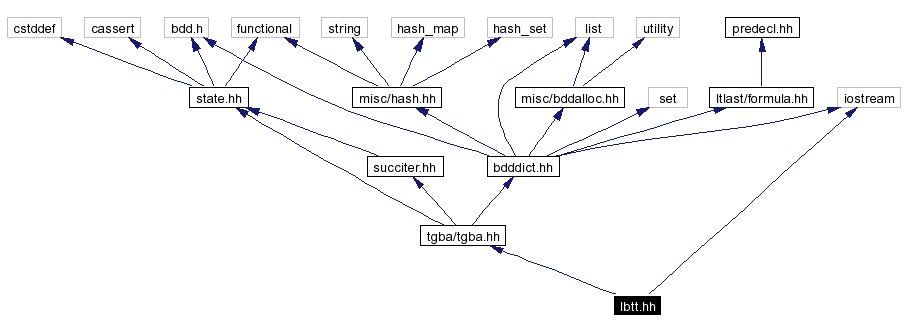 cstddef
cassert
bdd.h
functional
string
hash_map
hash_set
list
utility
predecl.hh
state.hh
misc/hash.hh
misc/bddalloc.hh
set
ltlast/formula.hh
iostream
succiter.hh
bdddict.hh
tgba/tgba.hh
lbtt.hh